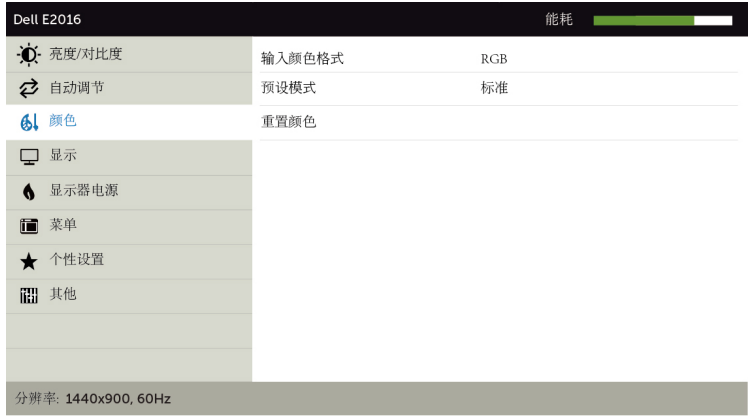 Dell E2016 能耗
亮度/对比度
自动调节
颜色
显示
显示器电源
菜单
个性设置
其他
输入颜色格式 RGB
预设模式 标准
重置颜色
分辨率: 1440x900, 60Hz